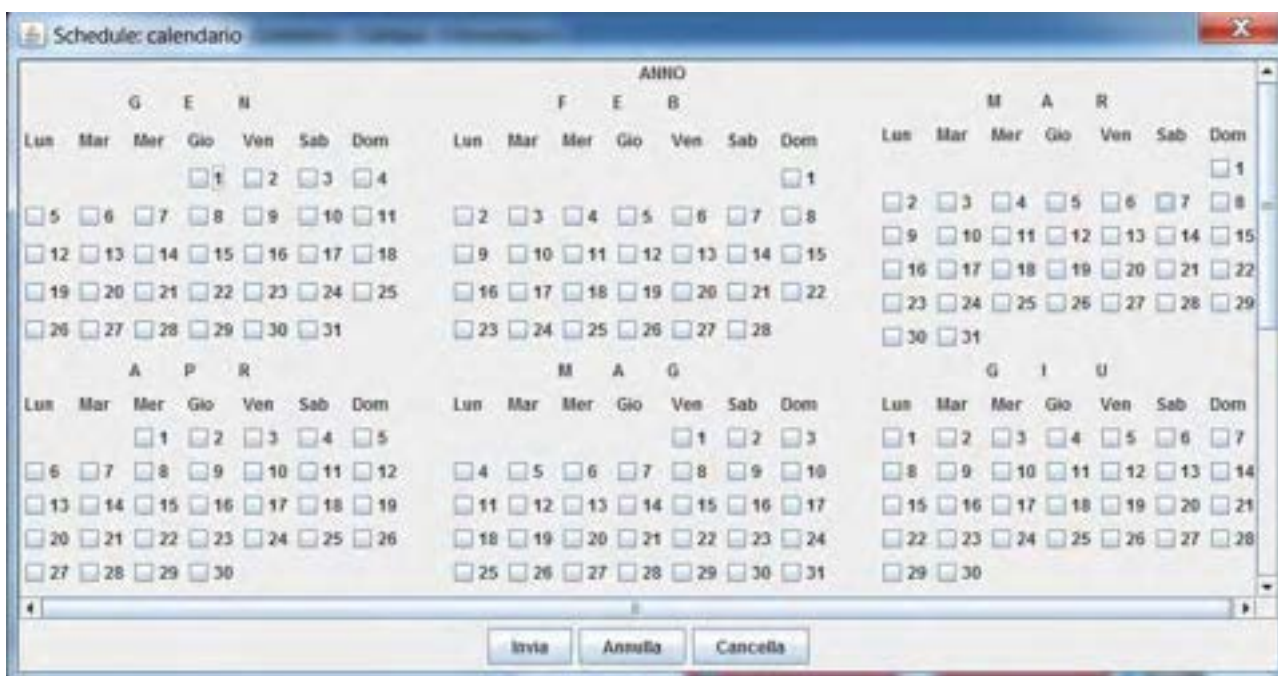 Schedule: calendario
ANNO
G E N
Lun Mar Mer Gio Ven Sab Dom
1 2 3 4
5 6 7 8 9 10 11
12 13 14 15 16 17 18
19 20 21 22 23 24 25
26 27 28 29 30 31
F E B
Lun Mar Mer Gio Ven Sab Dom
1
2 3 4 5 6 7 8
9 10 11 12 13 14 15
16 17 18 19 20 21 22
23 24 25 26 27 28
M A R
Lun Mar Mer Gio Ven Sab Dom
1
2 3 4 5 6 7 8
9 10 11 12 13 14 15
16 17 18 19 20 21 22
23 24 25 26 27 28 29
30 31
A P R
Lun Mar Mer Gio Ven Sab Dom
1 2 3 4 5
6 7 8 9 10 11 12
13 14 15 16 17 18 19
20 21 22 23 24 25 26
27 28 29 30
M A G
Lun Mar Mer Gio Ven Sab Dom
1 2 3
4 5 6 7 8 9 10
11 12 13 14 15 16 17
18 19 20 21 22 23 24
25 26 27 28 29 30 31
G I U
Lun Mar Mer Gio Ven Sab Dom
1 2 3 4 5 6 7
8 9 10 11 12 13 14
15 16 17 18 19 20 21
22 23 24 25 26 27 28
29 30
Invia Annulla Cancella